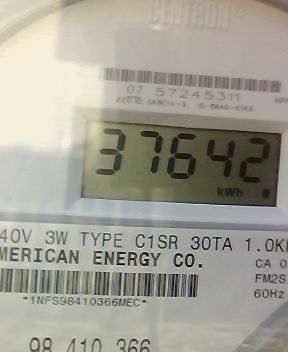 CENTRON®
07 57245311
37642
kWh
40V 3W TYPE C1SR 30TA 1.0K
MERICAN ENERGY CO.
CA 0
FM2S
60Hz
*1NFS98410366MEC*
98 410 366